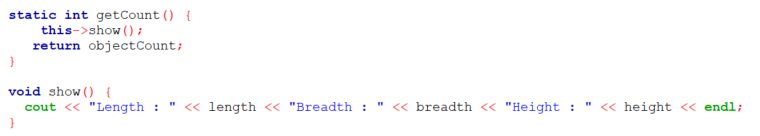 static int getCount() {
    this->show();
   return objectCount;
}

void show() {
  cout << "Length : " << length << "Breadth : " << breadth << "Height : " << height << endl;
}